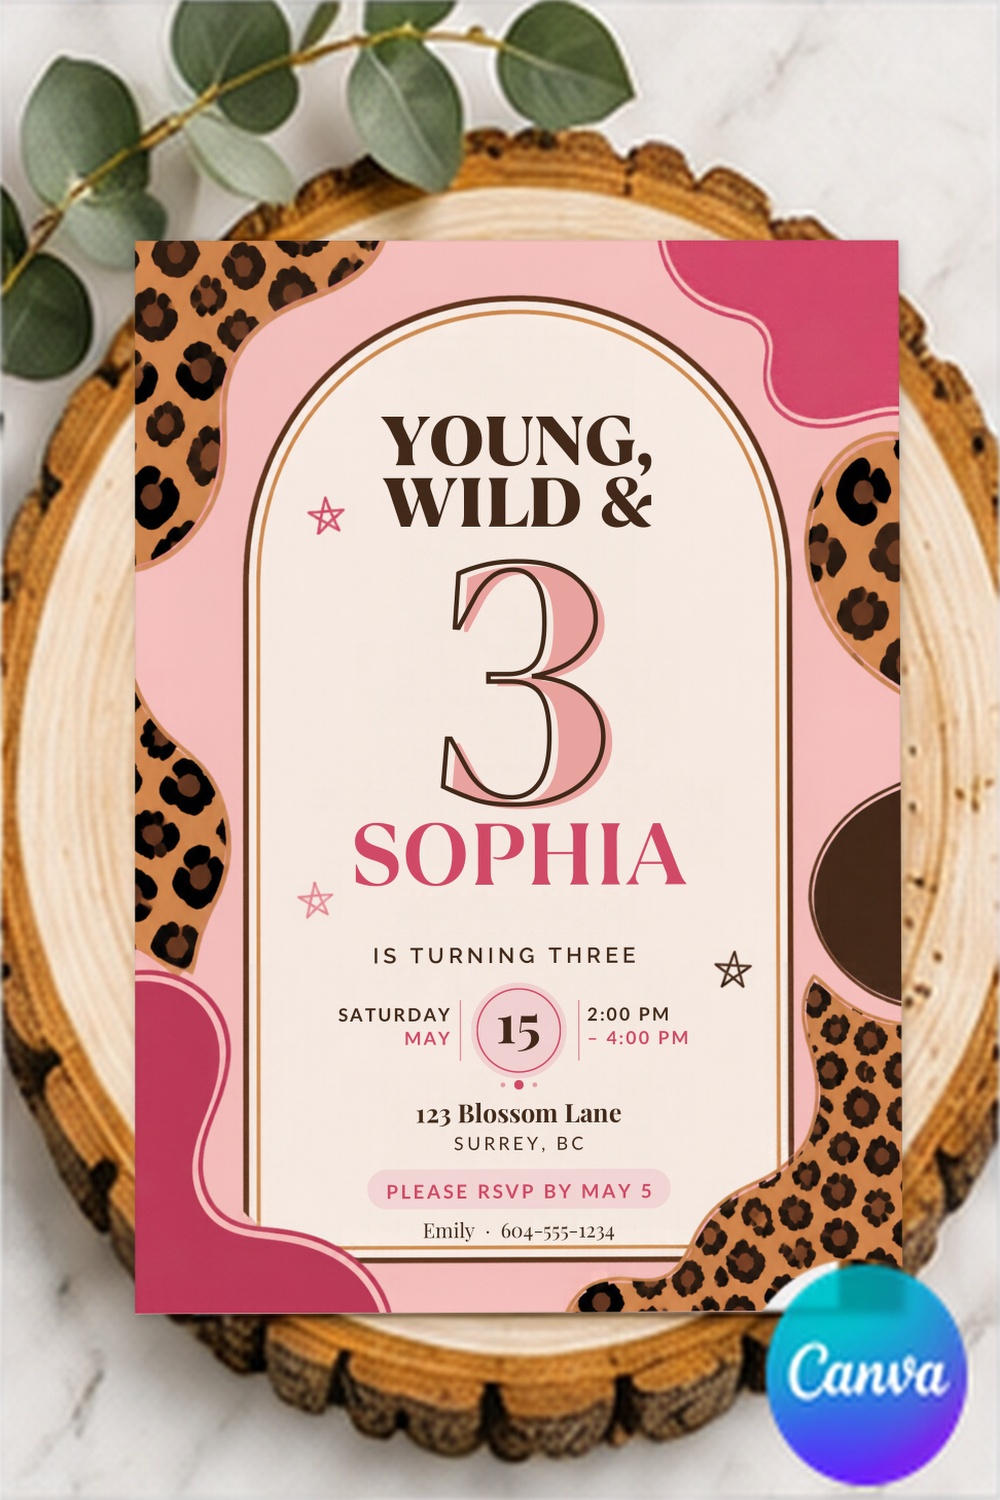 YOUNG,
WILD &
3
SOPHIA
IS TURNING THREE
SATURDAY
MAY
15
2:00 PM
– 4:00 PM
123 Blossom Lane
SURREY, BC
PLEASE RSVP BY MAY 5
Emily · 604-555-1234
Canva